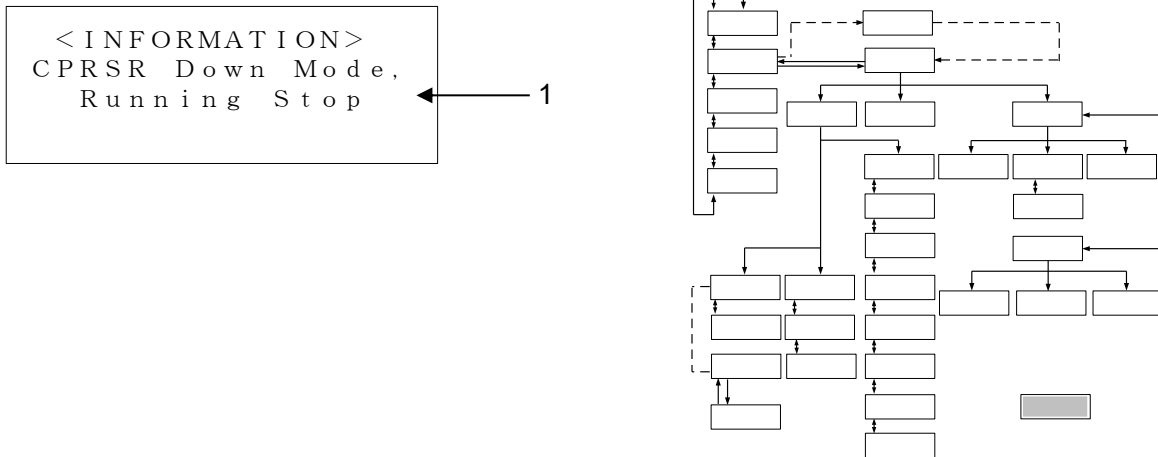 <INFORMATION>
CPRSR Down Mode,
Running Stop
1